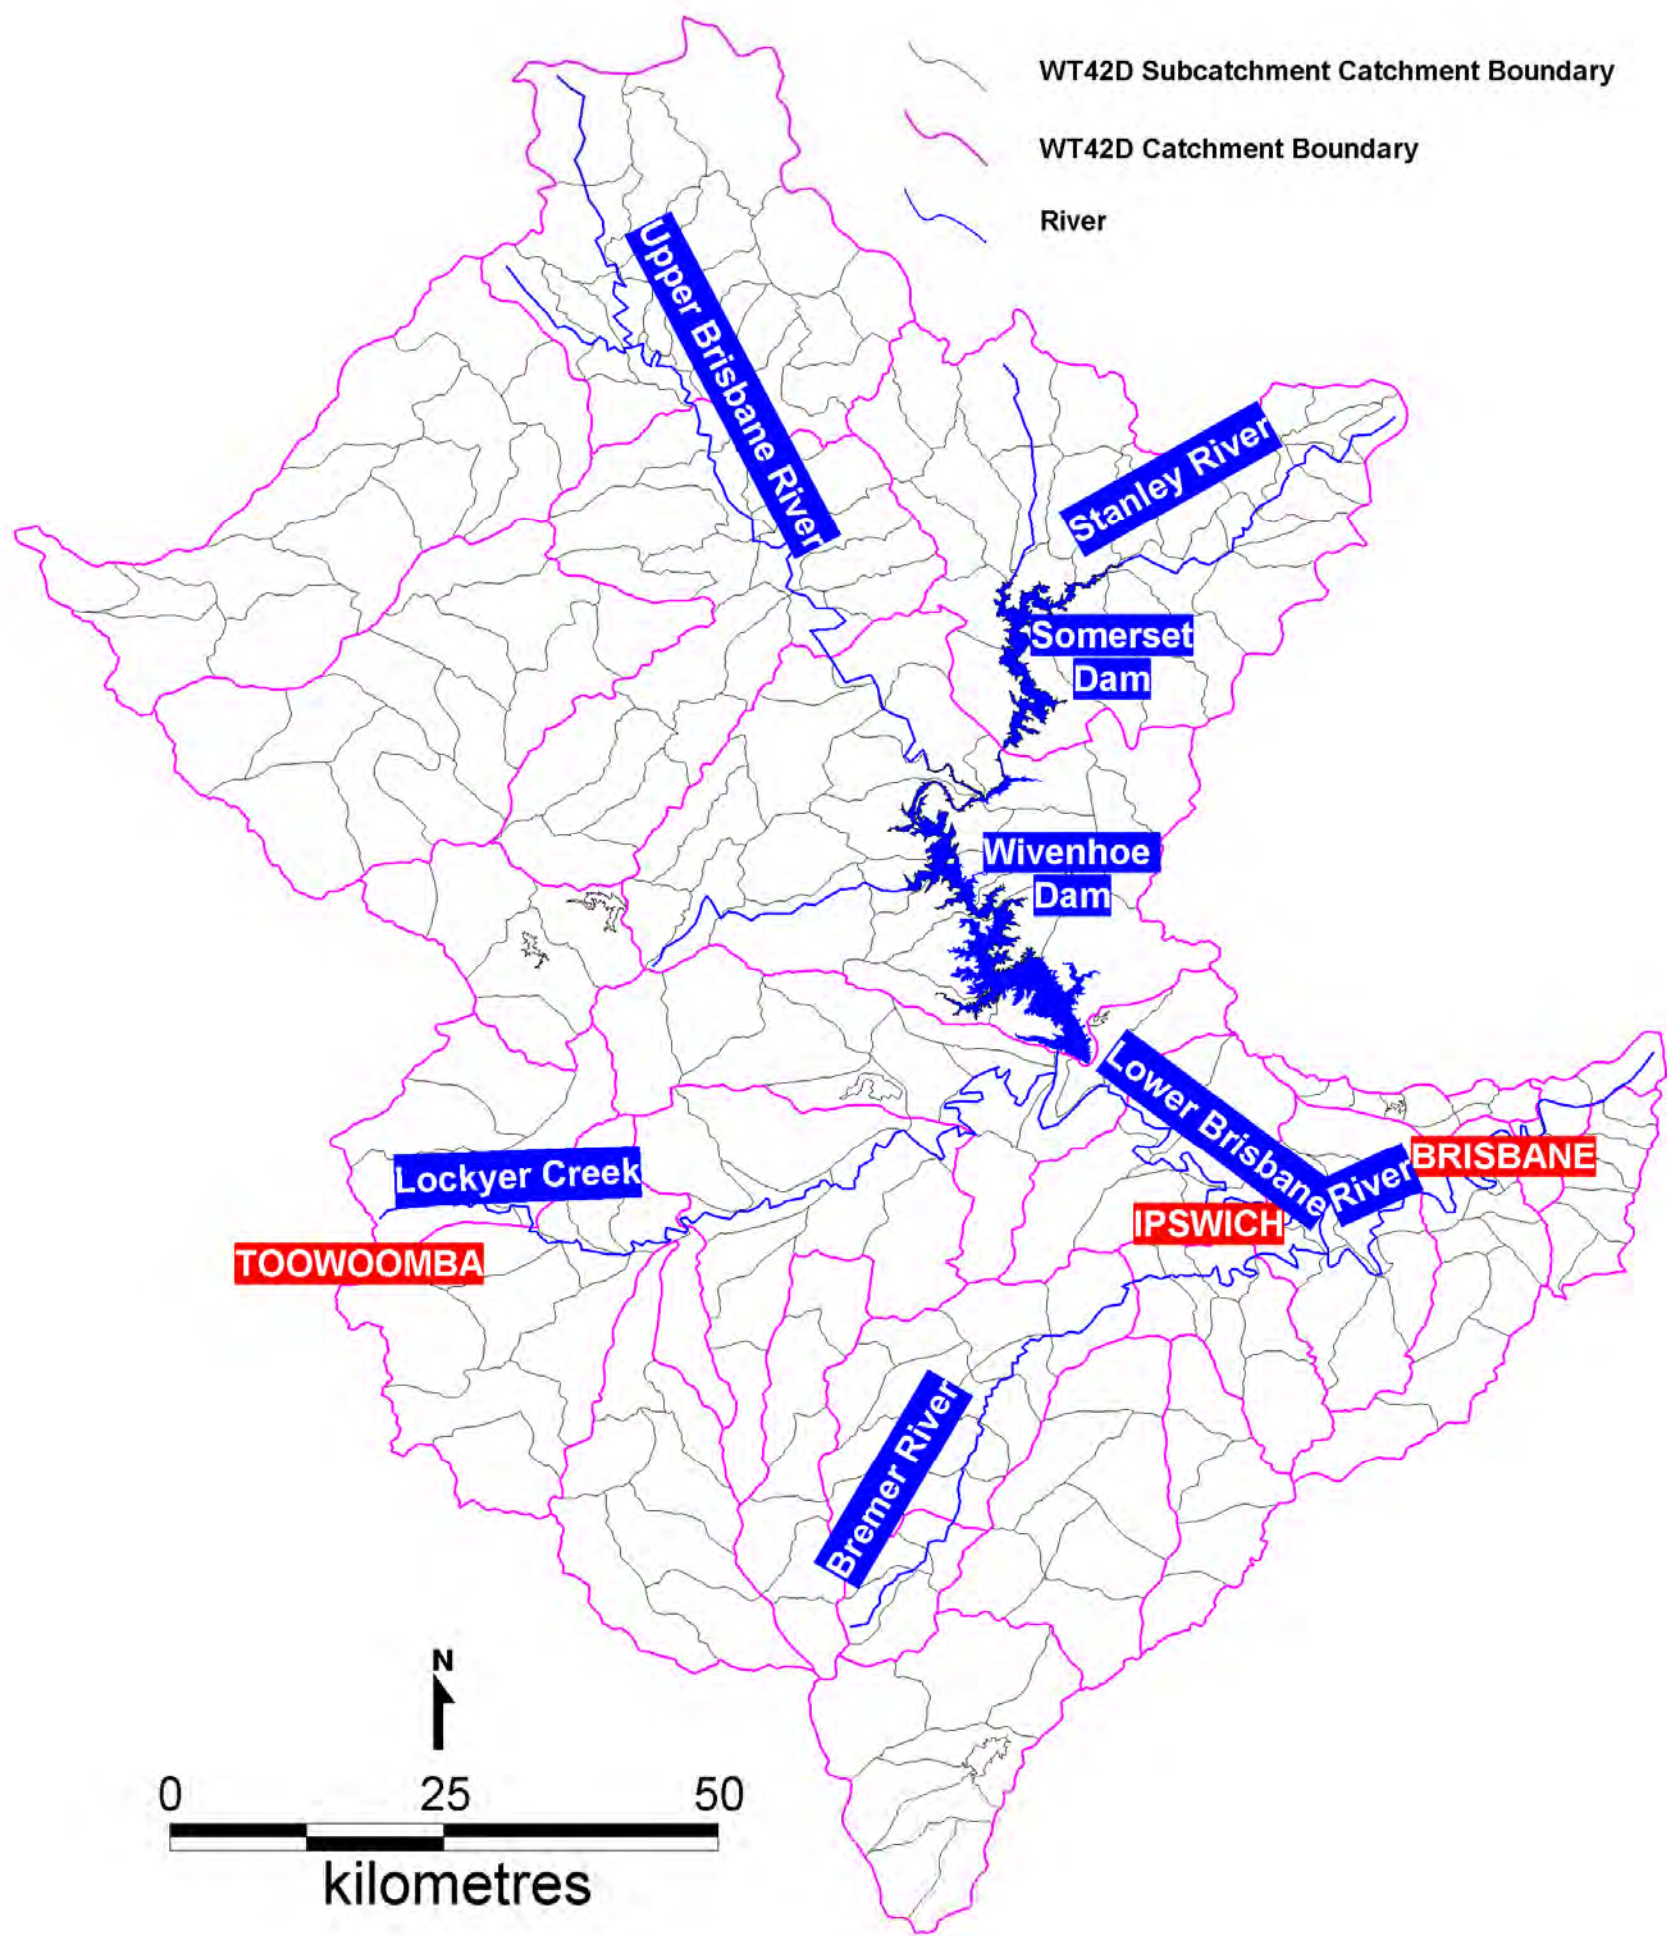 WT42D Subcatchment Catchment Boundary
WT42D Catchment Boundary
River
Upper Brisbane River
Stanley River
Somerset
Dam
Wivenhoe
Dam
Lower Brisbane River
BRISBANE
Lockyer Creek
IPSWICH
TOOWOOMBA
Bremer River
N
0 25 50
kilometres